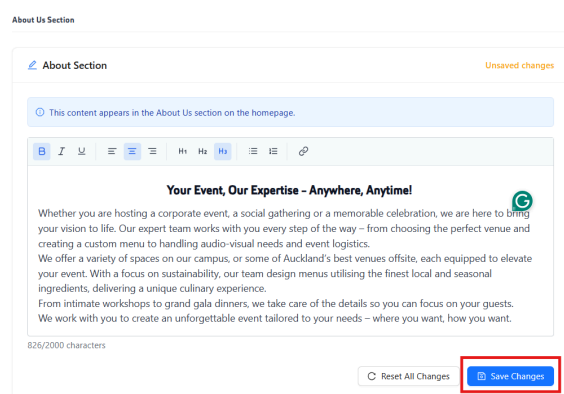 About Us Section
About Section
Unsaved changes
This content appears in the About Us section on the homepage.
B I U H1 H2 H3
Your Event, Our Expertise – Anywhere, Anytime!
Whether you are hosting a corporate event, a social gathering or a memorable celebration, we are here to bring
your vision to life. Our expert team works with you every step of the way – from choosing the perfect venue and
creating a custom menu to handling audio-visual needs and event logistics.
We offer a variety of spaces on our campus, or some of Auckland's best venues offsite, each equipped to elevate
your event. With a focus on sustainability, our team design menus utilising the finest local and seasonal
ingredients, delivering a unique culinary experience.
From intimate workshops to grand gala dinners, we take care of the details so you can focus on your guests.
We work with you to create an unforgettable event tailored to your needs – where you want, how you want.
826/2000 characters
Reset All Changes
Save Changes